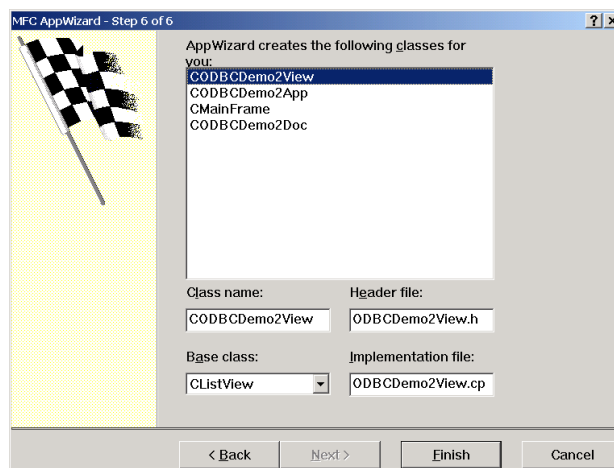 MFC AppWizard - Step 6 of 6
AppWizard creates the following classes for
you:
CODBCDemo2View
CODBCDemo2App
CMainFrame
CODBCDemo2Doc
Class name: Header file:
CODBCDemo2View ODBCDemo2View.h
Base class: Implementation file:
CListView ODBCDemo2View.cp
< Back Next > Finish Cancel